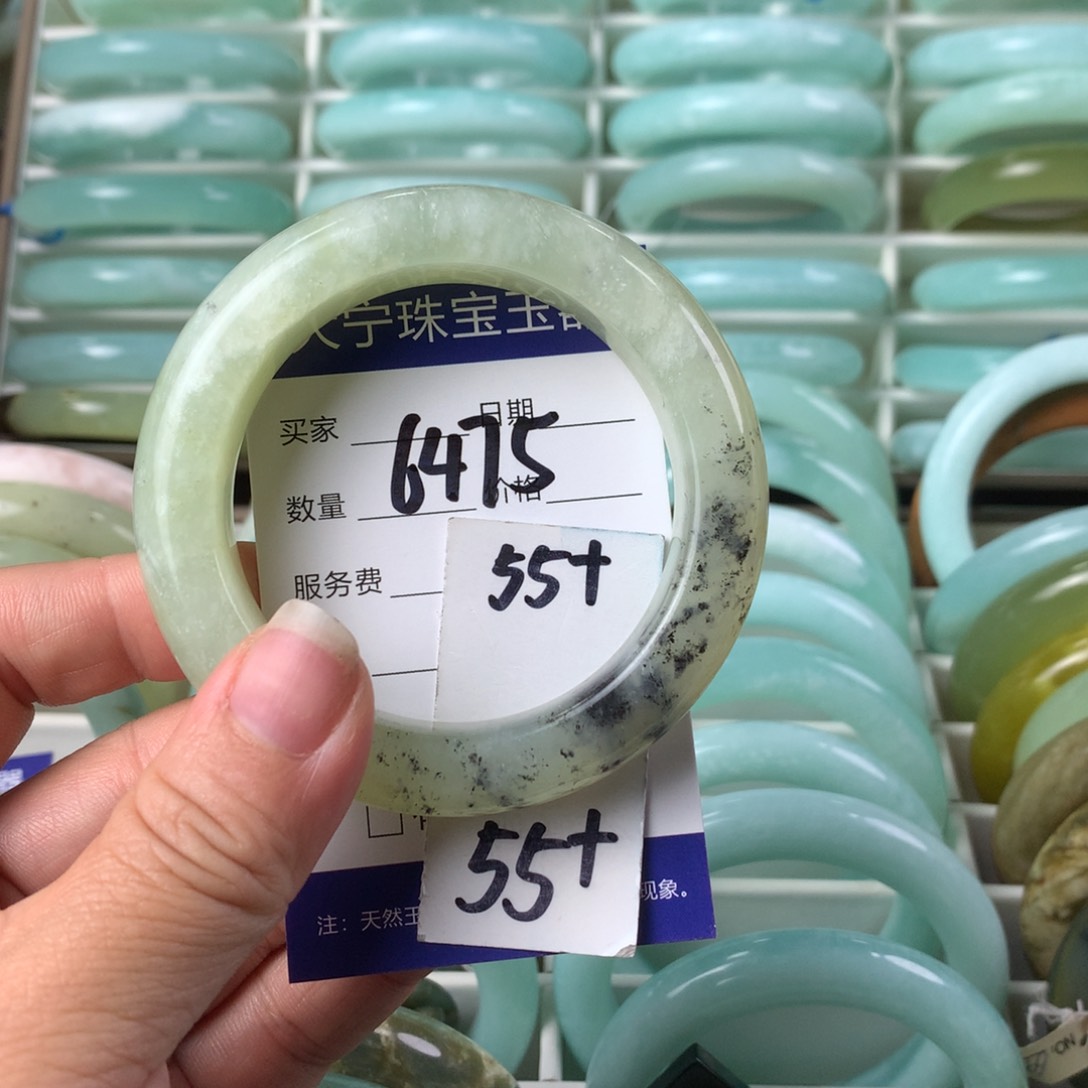 宁珠宝玉
买家 日期
6475
数量 价格
55+
服务费
55+
注：天然玉 现象。